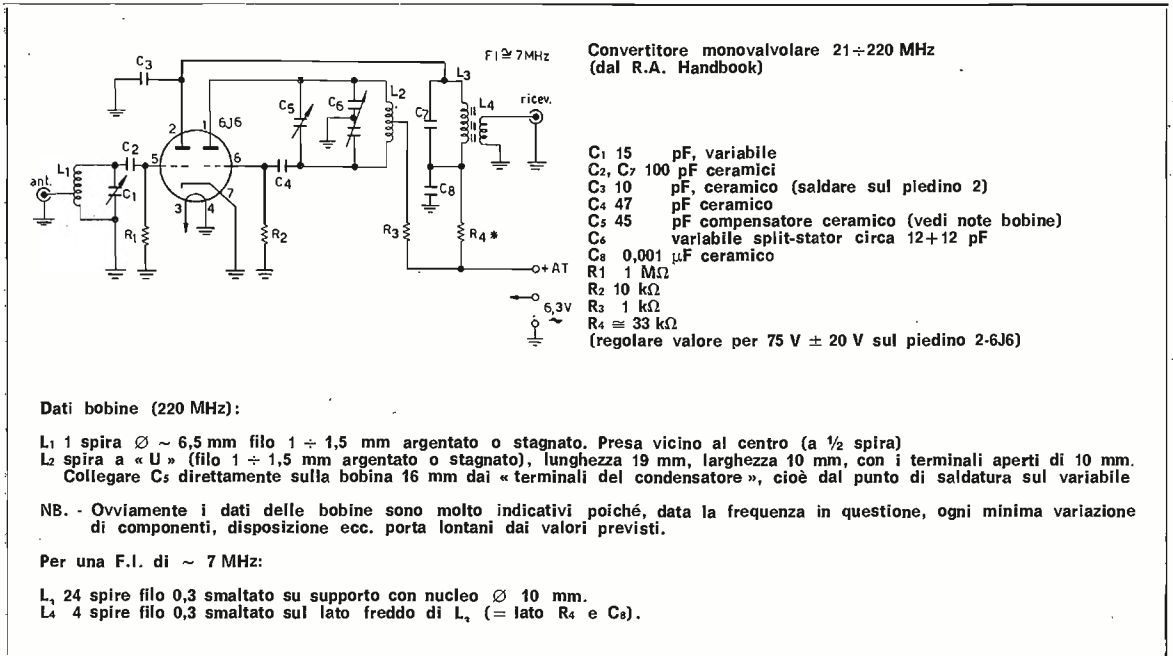 Convertitore monovalvolare 21÷220 MHz
(dal R.A. Handbook)
FI ≅ 7MHz
C3
L3
L4
ricev.
L2
C5
C6
C7
2
1
6J6
C2
L1
ant.
5
6
C4
C1
7
C8
3
4
R1
R2
R3
R4*
+AT
6,3V
~
C₁ 15 pF, variabile
C₂, C₇ 100 pF ceramici
C₃ 10 pF, ceramico (saldare sul piedino 2)
C₄ 47 pF ceramico
C₅ 45 pF compensatore ceramico (vedi note bobine)
C₆ variabile split-stator circa 12+12 pF
C₈ 0,001 µF ceramico
R1 1 MΩ
R₂ 10 kΩ
R₃ 1 kΩ
R₄ ≅ 33 kΩ
(regolare valore per 75 V ± 20 V sul piedino 2-6J6)
Dati bobine (220 MHz):
L₁ 1 spira ∅ ~ 6,5 mm filo 1 ÷ 1,5 mm argentato o stagnato. Presa vicino al centro (a ½ spira)
L₂ spira a « U » (filo 1 ÷ 1,5 mm argentato o stagnato), lunghezza 19 mm, larghezza 10 mm, con i terminali aperti di 10 mm.
Collegare C₅ direttamente sulla bobina 16 mm dai « terminali del condensatore », cioè dal punto di saldatura sul variabile
NB. - Ovviamente i dati delle bobine sono molto indicativi poiché, data la frequenza in questione, ogni minima variazione
di componenti, disposizione ecc. porta lontani dai valori previsti.
Per una F.I. di ~ 7 MHz:
L₃ 24 spire filo 0,3 smaltato su supporto con nucleo ∅ 10 mm.
L₄ 4 spire filo 0,3 smaltato sul lato freddo di L₃ (= lato R₄ e C₈).